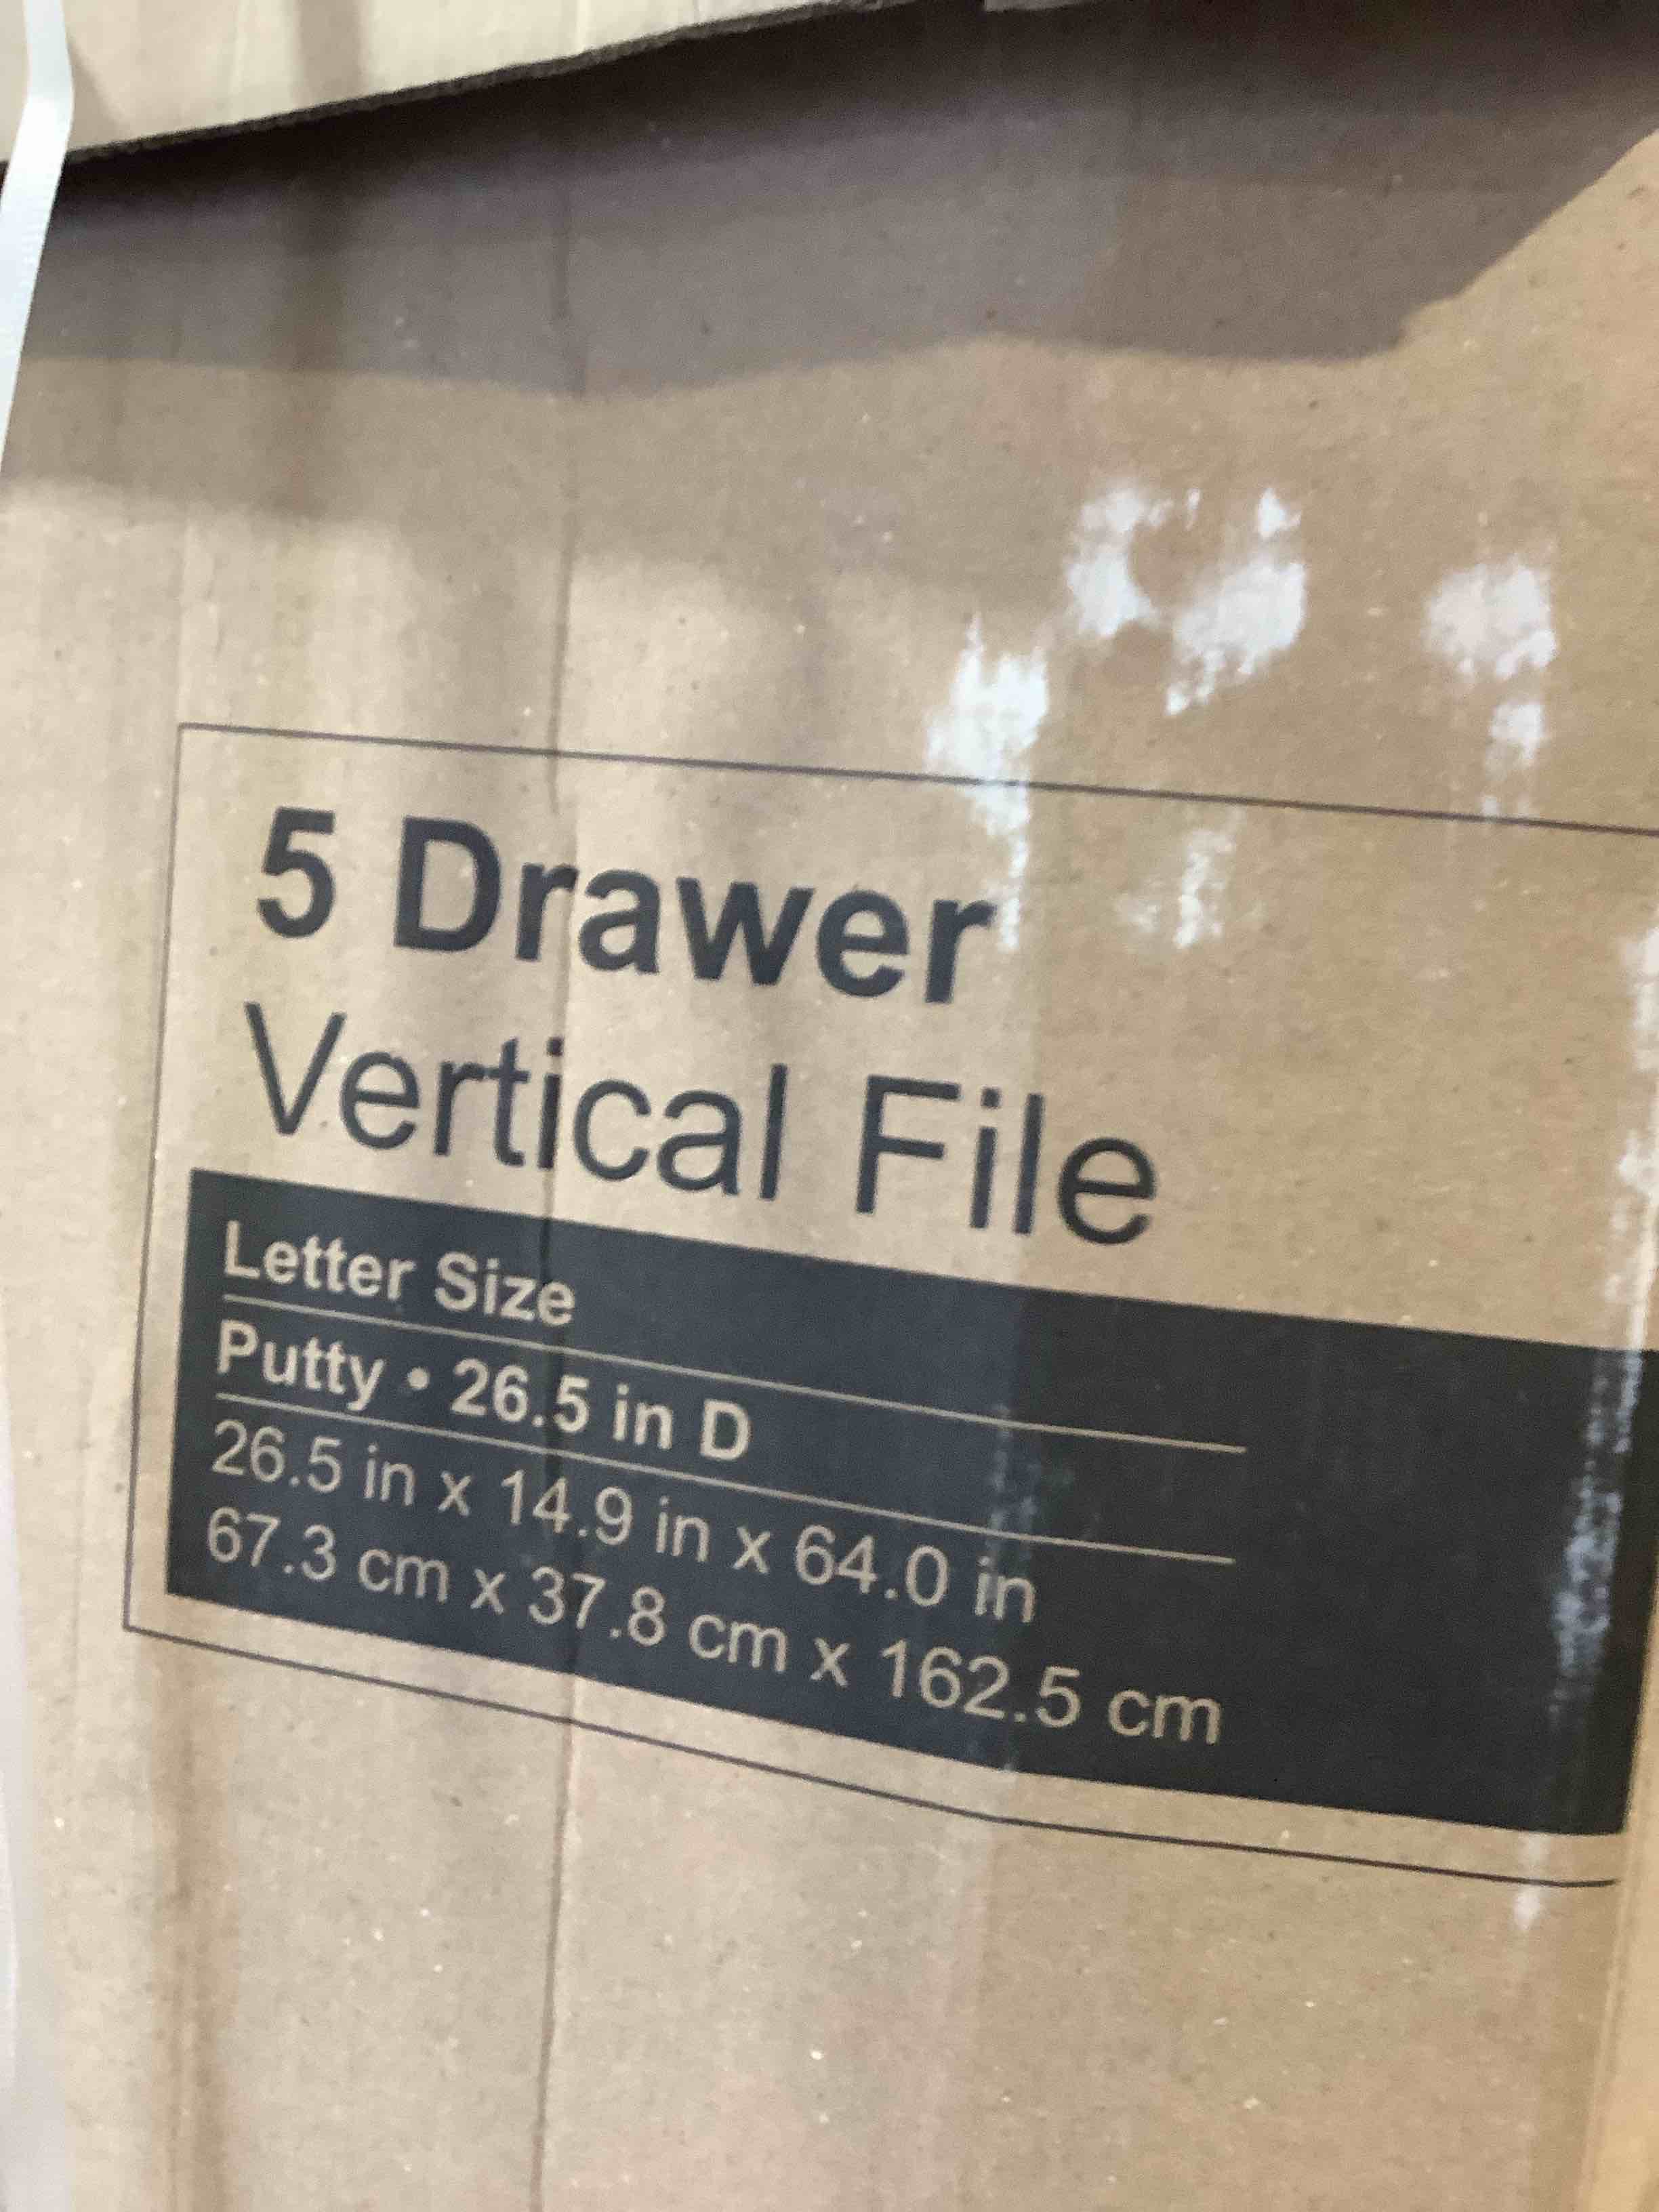 5 Drawer
Vertical File
Letter Size
Putty • 26.5 in D
26.5 in x 14.9 in x 64.0 in
67.3 cm x 37.8 cm x 162.5 cm